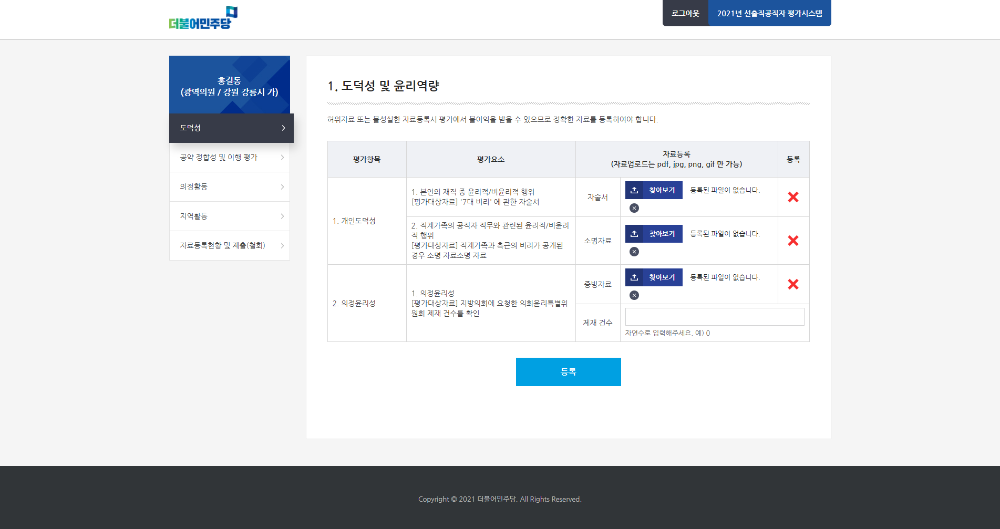 더불어민주당
로그아웃
2021년 선출직공직자 평가시스템
홍길동
(광역의원 / 강원 강릉시 가)
도덕성
공약 정합성 및 이행 평가
의정활동
지역활동
자료등록현황 및 제출(철회)
1. 도덕성 및 윤리역량
허위자료 또는 불성실한 자료등록시 평가에서 불이익을 받을 수 있으므로 정확한 자료를 등록하여야 합니다.
평가항목
평가요소
자료등록
(자료업로드는 pdf, jpg, png, gif 만 가능)
등록
1. 개인도덕성
1. 본인의 재직 중 윤리적/비윤리적 행위
[평가대상자료] '7대 비리' 에 관한 자술서
자술서
찾아보기
등록된 파일이 없습니다.
2. 직계가족의 공직자 직무와 관련된 윤리적/비윤리
적 행위
[평가대상자료] 직계가족과 측근의 비리가 공개된
경우 소명 자료소명 자료
소명자료
찾아보기
등록된 파일이 없습니다.
2. 의정윤리성
1. 의정윤리성
[평가대상자료] 지방의회에 요청한 의회윤리특별위
원회 제재 건수를 확인
증빙자료
찾아보기
등록된 파일이 없습니다.
제재 건수
자연수로 입력해주세요. 예) 0
등록
Copyright © 2021 더불어민주당. All Rights Reserved.